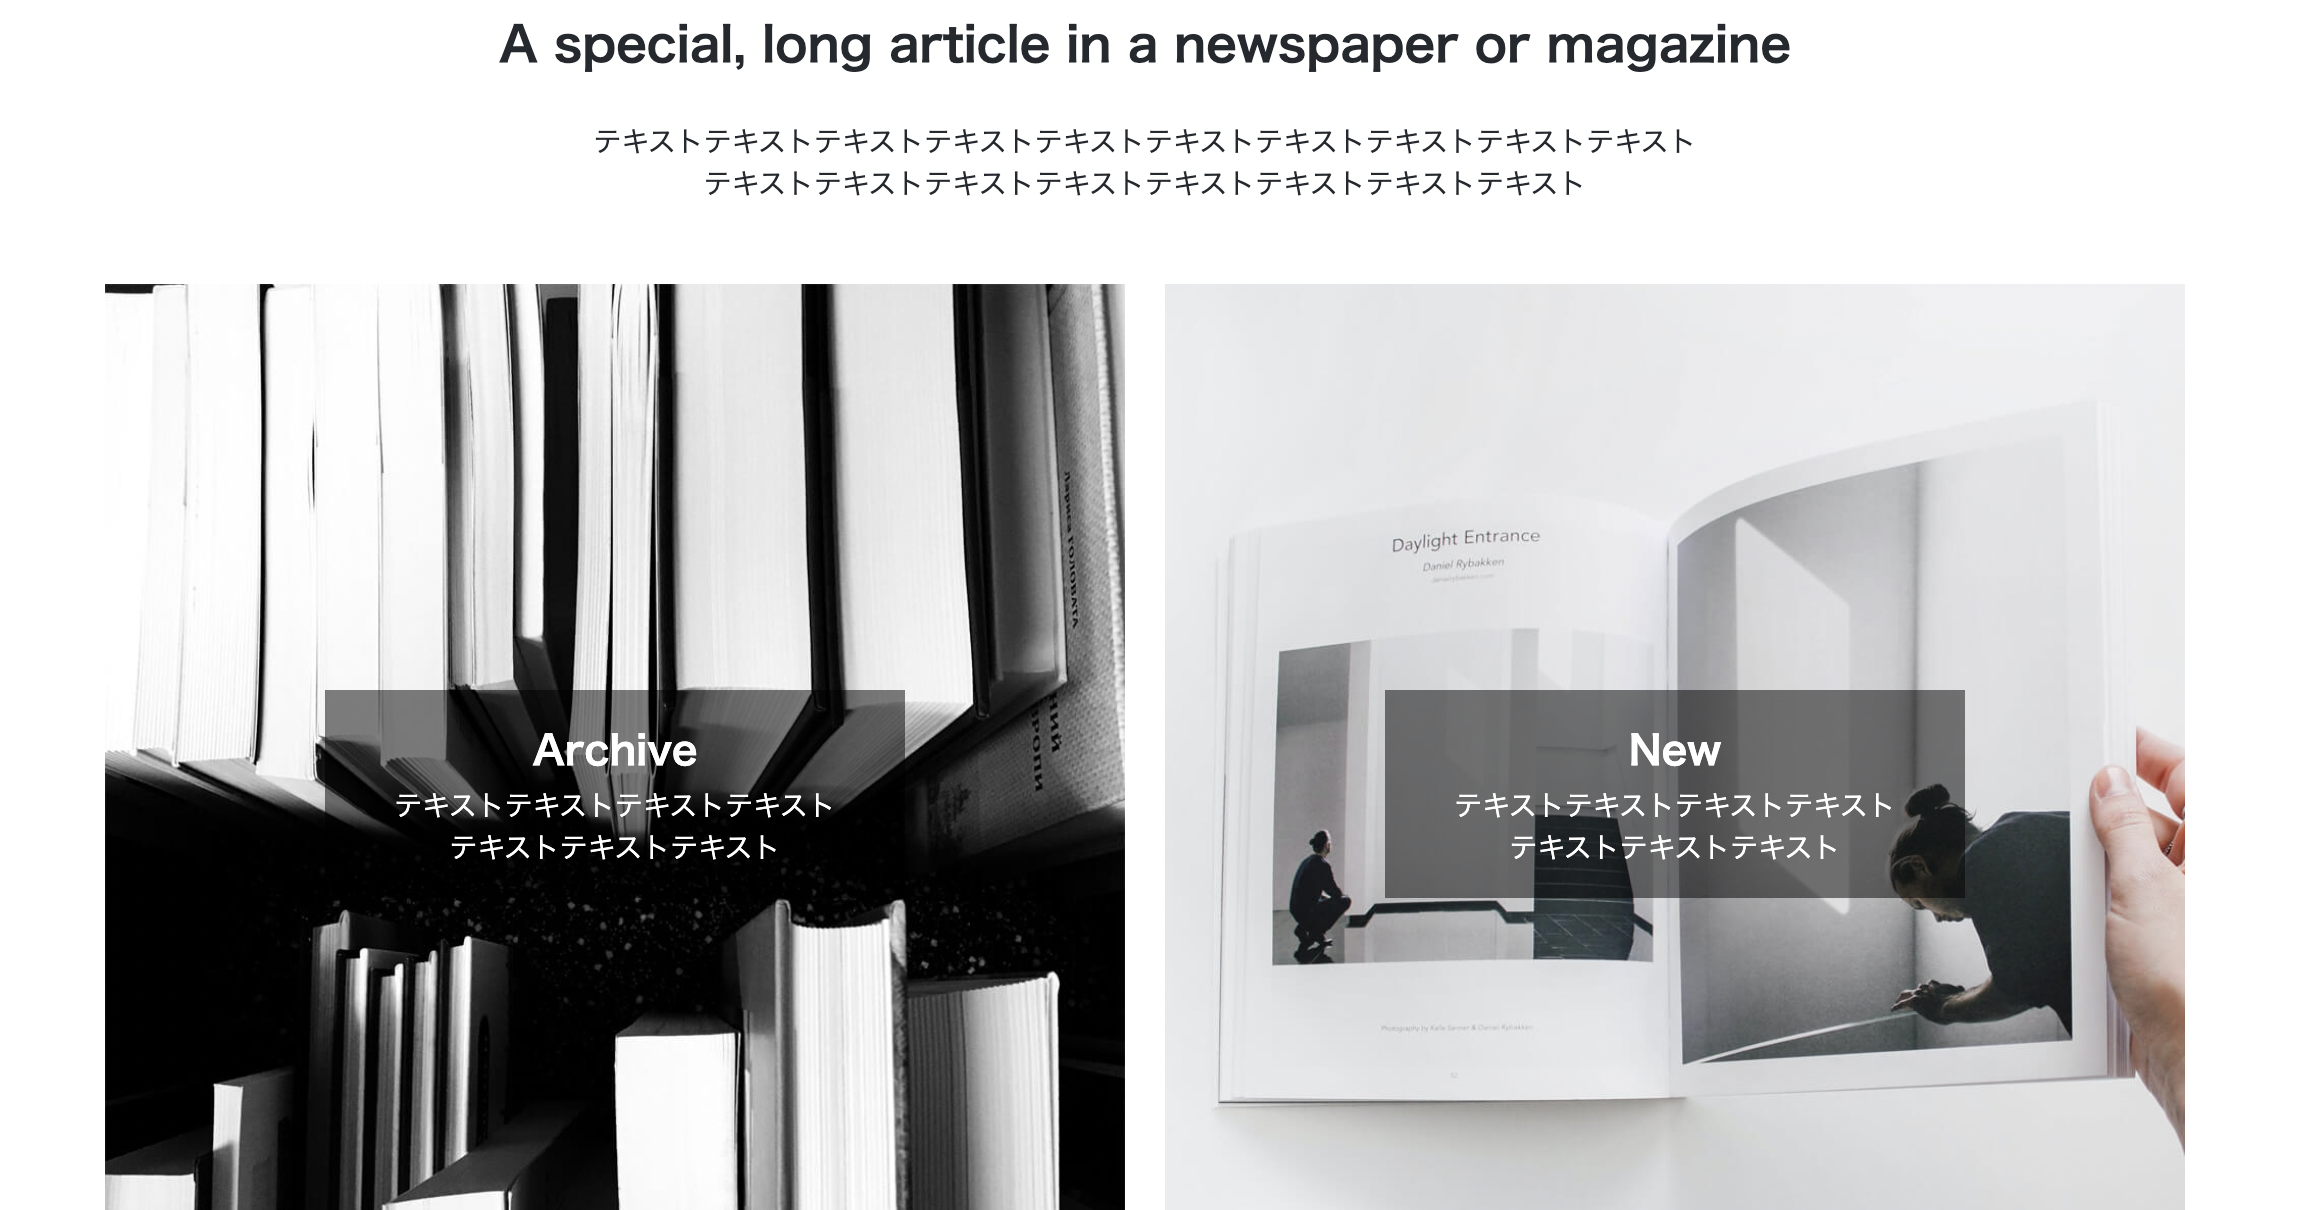 A special, long article in a newspaper or magazine
テキストテキストテキストテキストテキストテキストテキストテキストテキストテキスト
テキストテキストテキストテキストテキストテキストテキストテキスト
Archive
テキストテキストテキストテキスト
テキストテキストテキスト
Daylight Entrance
Daniel Rybakken
New
テキストテキストテキストテキスト
テキストテキストテキスト
Photography by Kalle Sanner & Daniel Rybakken
52